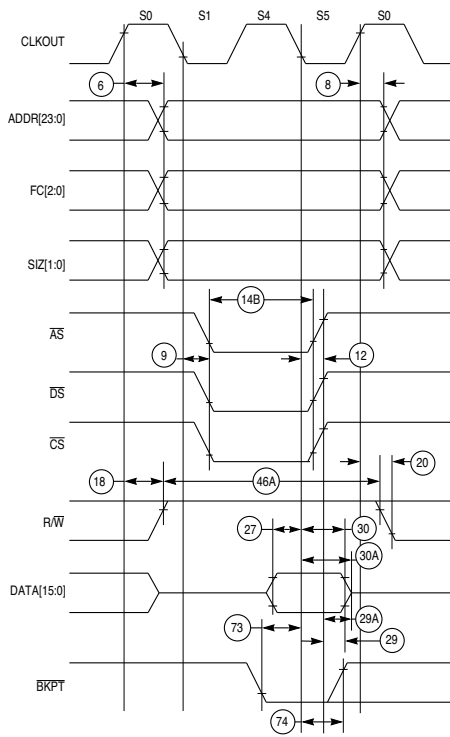 S0 S1 S4 S5 S0
CLKOUT
6 8
ADDR[23:0]
FC[2:0]
SIZ[1:0]
14B
AS
9 12
DS
CS
20
18 46A
R/W
27 30
30A
DATA[15:0]
29A
73 29
BKPT
74